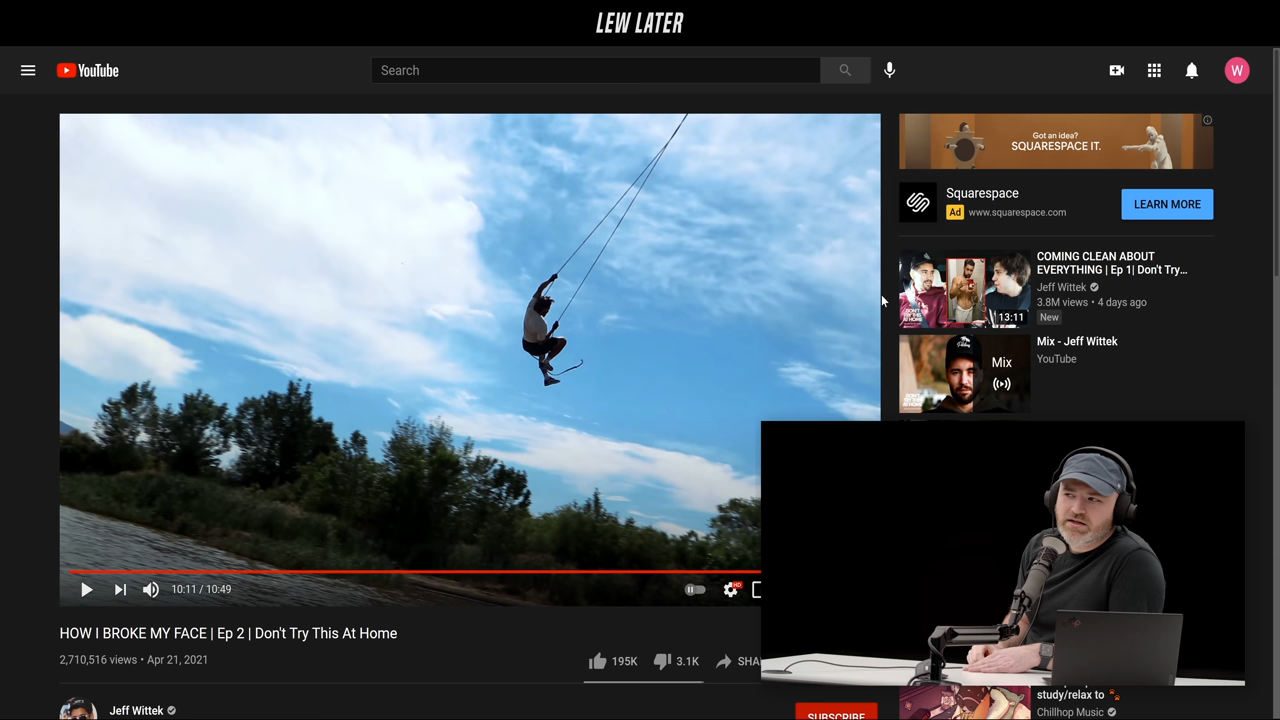 LEW LATER
YouTube
Search
W
Got an idea?
SQUARESPACE IT.
Squarespace
Ad www.squarespace.com
LEARN MORE
COMING CLEAN ABOUT
EVERYTHING | Ep 1| Don't Try…
Jeff Wittek
3.8M views • 4 days ago
New
13:11
Mix - Jeff Wittek
YouTube
Mix
10:11 / 10:49
HD
HOW I BROKE MY FACE | Ep 2 | Don't Try This At Home
2,710,516 views • Apr 21, 2021
195K
3.1K
SHA
Jeff Wittek
SUBSCRIBE
study/relax to
Chillhop Music